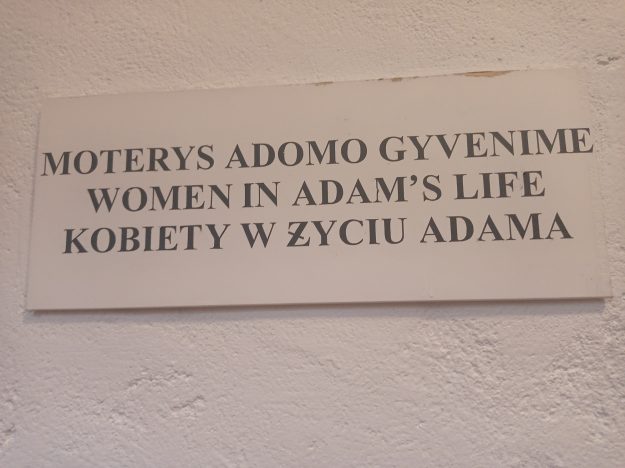 MOTERYS ADOMO GYVENIME
WOMEN IN ADAM'S LIFE
KOBIETY W ŻYCIU ADAMA